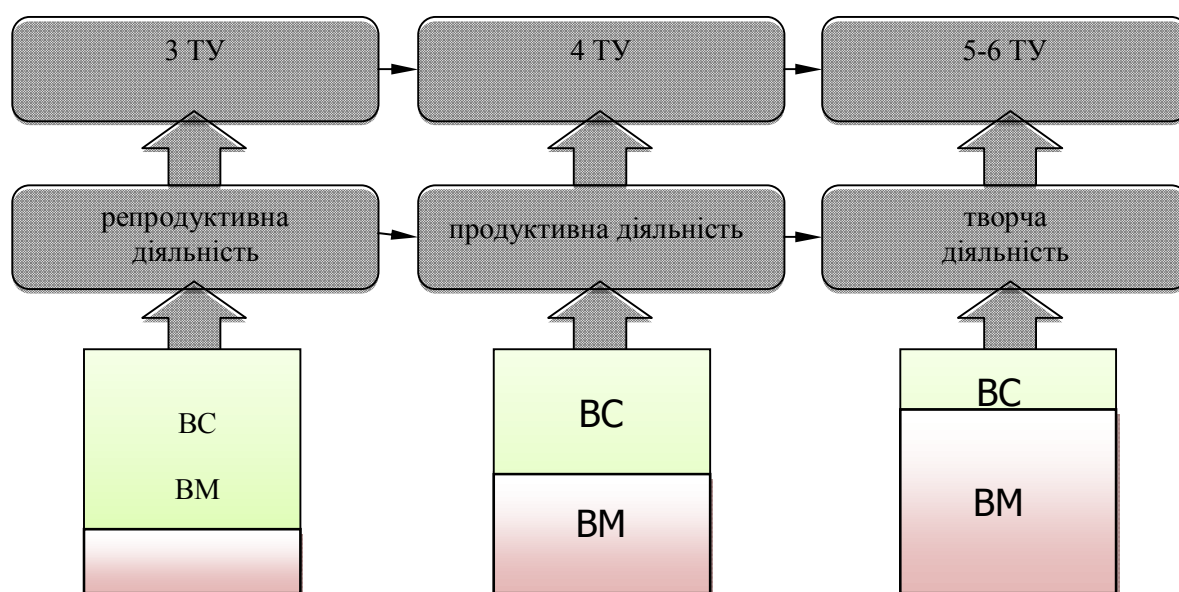 3 ТУ
4 ТУ
5-6 ТУ
репродуктивна
діяльність
продуктивна діяльність
творча
діяльність
ВС
ВМ
ВС
ВМ
ВС
ВМ